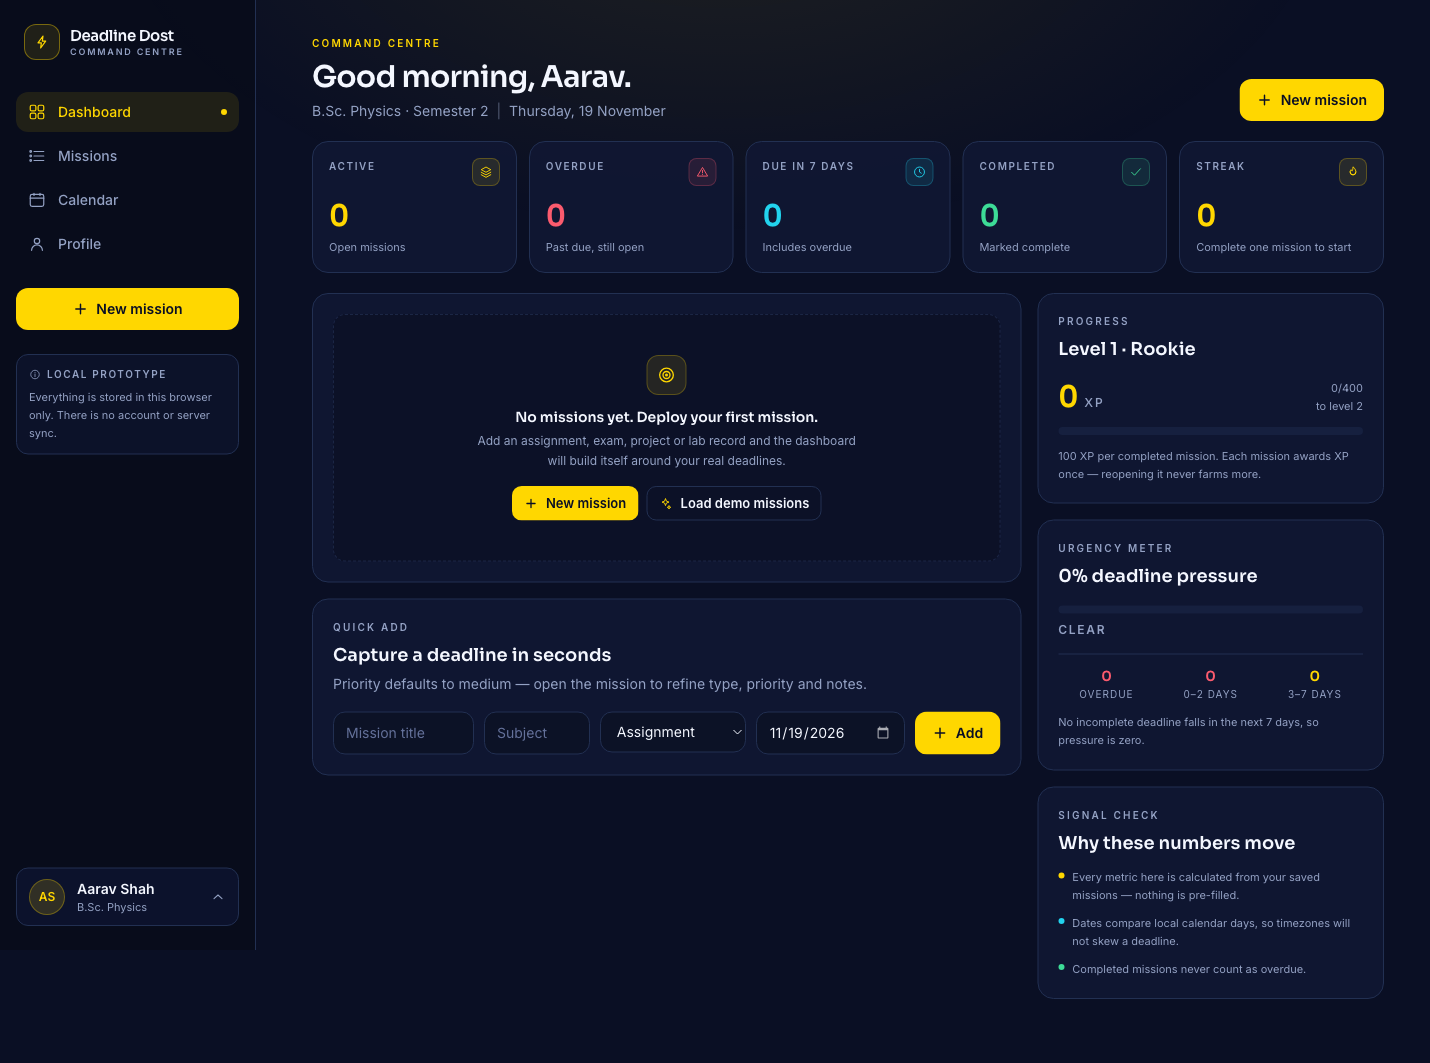 Deadline Dost
COMMAND CENTRE
Dashboard
Missions
Calendar
Profile
New mission
LOCAL PROTOTYPE
Everything is stored in this browser
only. There is no account or server
sync.
AS
Aarav Shah
B.Sc. Physics
COMMAND CENTRE
Good morning, Aarav.
B.Sc. Physics · Semester 2 | Thursday, 19 November
New mission
ACTIVE
0
Open missions
OVERDUE
0
Past due, still open
DUE IN 7 DAYS
0
Includes overdue
COMPLETED
0
Marked complete
STREAK
0
Complete one mission to start
No missions yet. Deploy your first mission.
Add an assignment, exam, project or lab record and the dashboard
will build itself around your real deadlines.
New mission
Load demo missions
QUICK ADD
Capture a deadline in seconds
Priority defaults to medium — open the mission to refine type, priority and notes.
Mission title
Subject
Assignment
11/19/2026
Add
PROGRESS
Level 1 · Rookie
0 XP
0/400
to level 2
100 XP per completed mission. Each mission awards XP
once — reopening it never farms more.
URGENCY METER
0% deadline pressure
CLEAR
0
OVERDUE
0
0–2 DAYS
0
3–7 DAYS
No incomplete deadline falls in the next 7 days, so
pressure is zero.
SIGNAL CHECK
Why these numbers move
Every metric here is calculated from your saved
missions — nothing is pre-filled.
Dates compare local calendar days, so timezones will
not skew a deadline.
Completed missions never count as overdue.